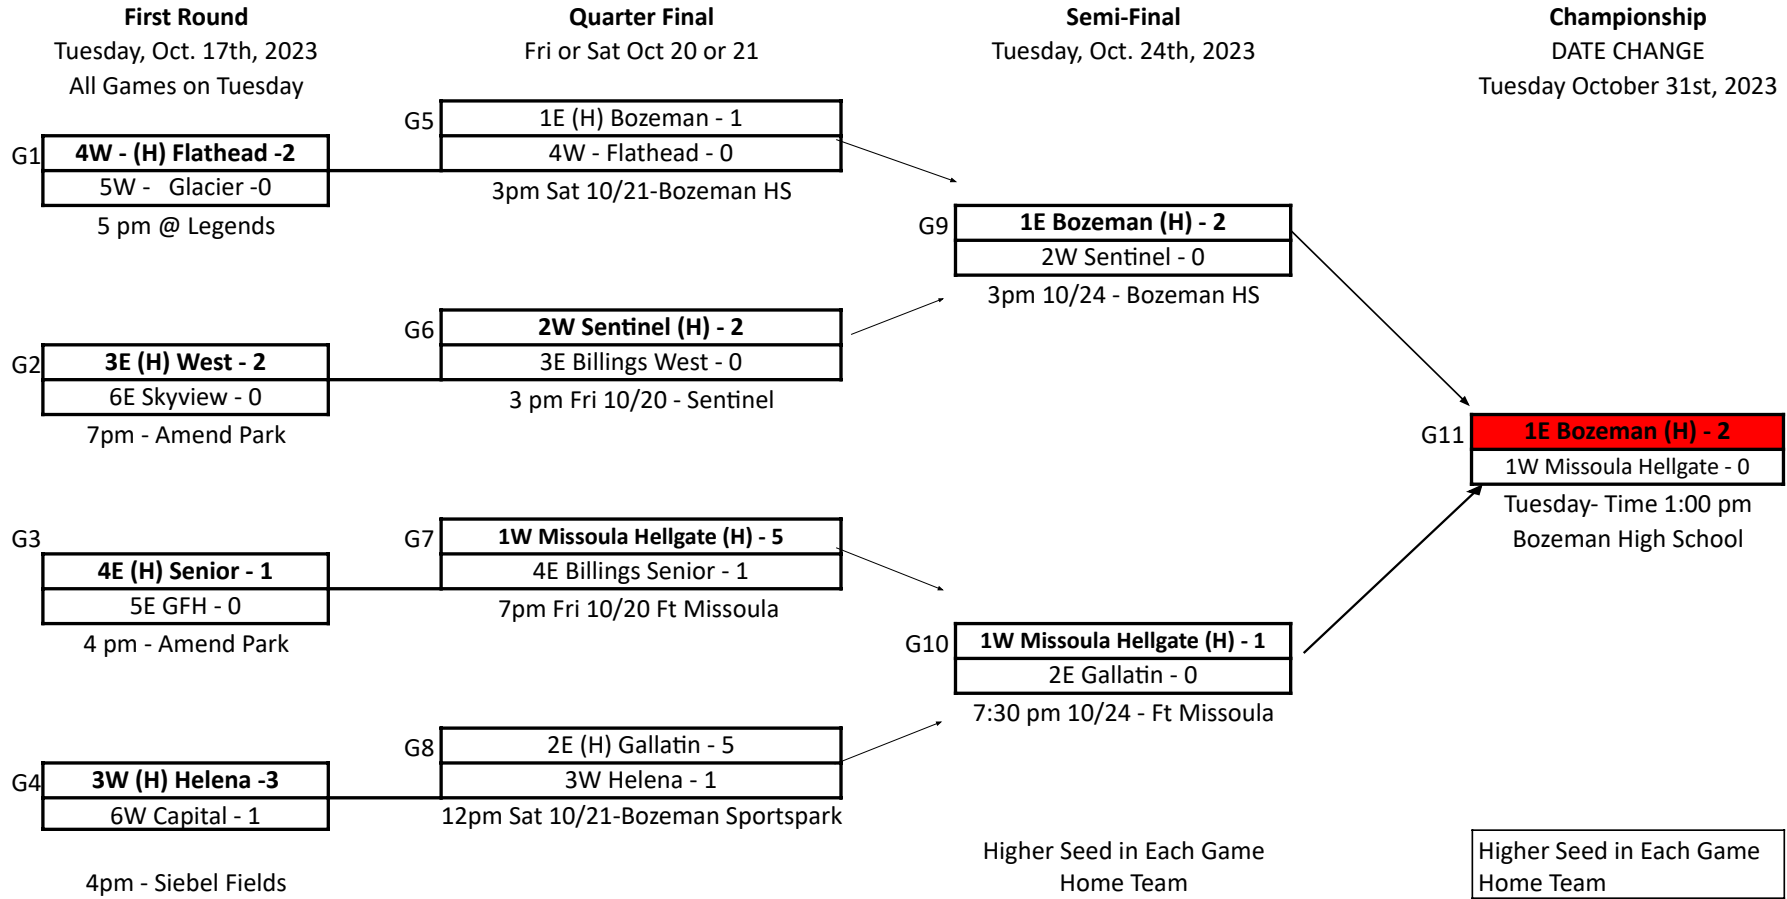 First Round
Tuesday, Oct. 17th, 2023
All Games on Tuesday
G1
4W - (H) Flathead -2
5W - Glacier -0
5 pm @ Legends
G2
3E (H) West - 2
6E Skyview - 0
7pm - Amend Park
G3
4E (H) Senior - 1
5E GFH - 0
4 pm - Amend Park
G4
3W (H) Helena -3
6W Capital - 1
4pm - Siebel Fields
Quarter Final
Fri or Sat Oct 20 or 21
G5
1E (H) Bozeman - 1
4W - Flathead - 0
3pm Sat 10/21-Bozeman HS
G6
2W Sentinel (H) - 2
3E Billings West - 0
3 pm Fri 10/20 - Sentinel
G7
1W Missoula Hellgate (H) - 5
4E Billings Senior - 1
7pm Fri 10/20 Ft Missoula
G8
2E (H) Gallatin - 5
3W Helena - 1
12pm Sat 10/21-Bozeman Sportspark
Semi-Final
Tuesday, Oct. 24th, 2023
G9
1E Bozeman (H) - 2
2W Sentinel - 0
3pm 10/24 - Bozeman HS
G10
1W Missoula Hellgate (H) - 1
2E Gallatin - 0
7:30 pm 10/24 - Ft Missoula
Higher Seed in Each Game
Home Team
Championship
DATE CHANGE
Tuesday October 31st, 2023
G11
1E Bozeman (H) - 2
1W Missoula Hellgate - 0
Tuesday- Time 1:00 pm
Bozeman High School
Higher Seed in Each Game
Home Team